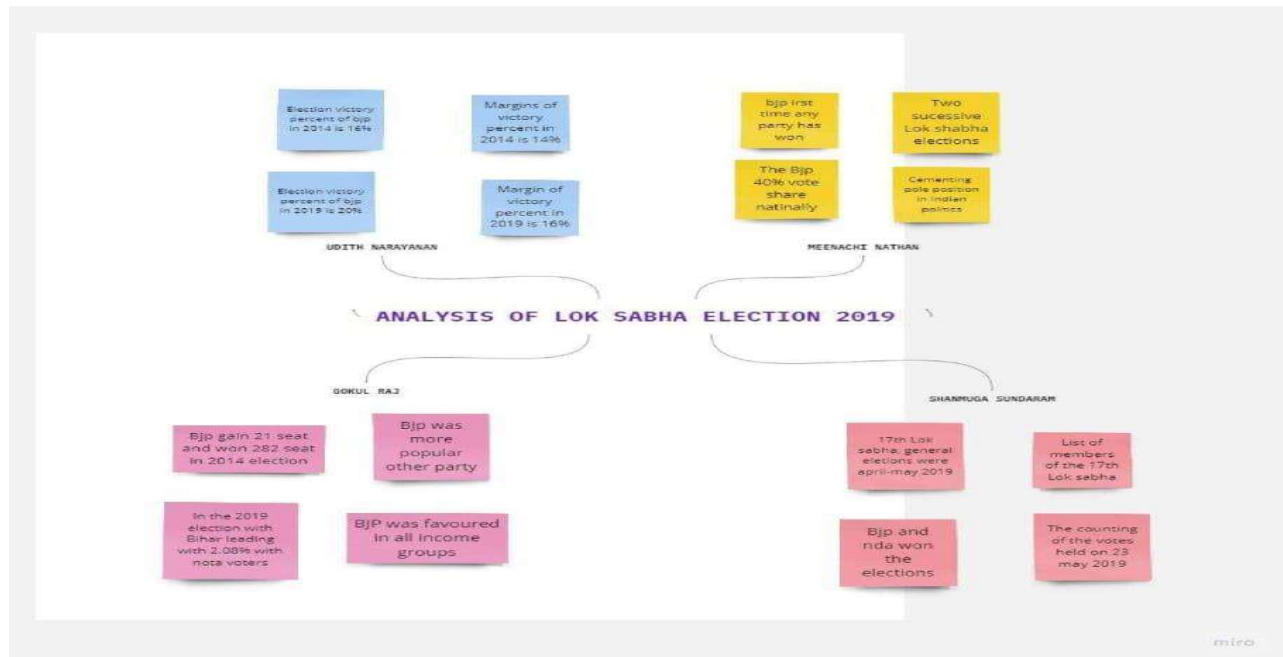 Election victory
percent of bjp
in 2014 is 16%
Margins of
victory
percent in
2014 is 14%
Election victory
percent of bjp
in 2019 is 20%
Margin of
victory
percent in
2019 is 16%
UDITH NARAYANAN
bjp irst
time any
party has
won
Two
sucessive
Lok shabha
elections
The Bjp
40% vote
share
natinally
Cementing
pole position
in Indian
politics
MEENACHI NATHAN
ANALYSIS OF LOK SABHA ELECTION 2019
GOKUL RAJ
Bjp gain 21 seat
and won 282 seat
in 2014 election
Bjp was
more
popular
other party
In the 2019
election with
Bihar leading
with 2.08% with
nota voters
BJP was favoured
in all income
groups
SHANMUGA SUNDARAM
17th Lok
sabha, general
eletions were
april-may 2019
List of
members
of the 17th
Lok sabha
Bjp and
nda won
the
elections
The counting
of the votes
held on 23
may 2019
miro